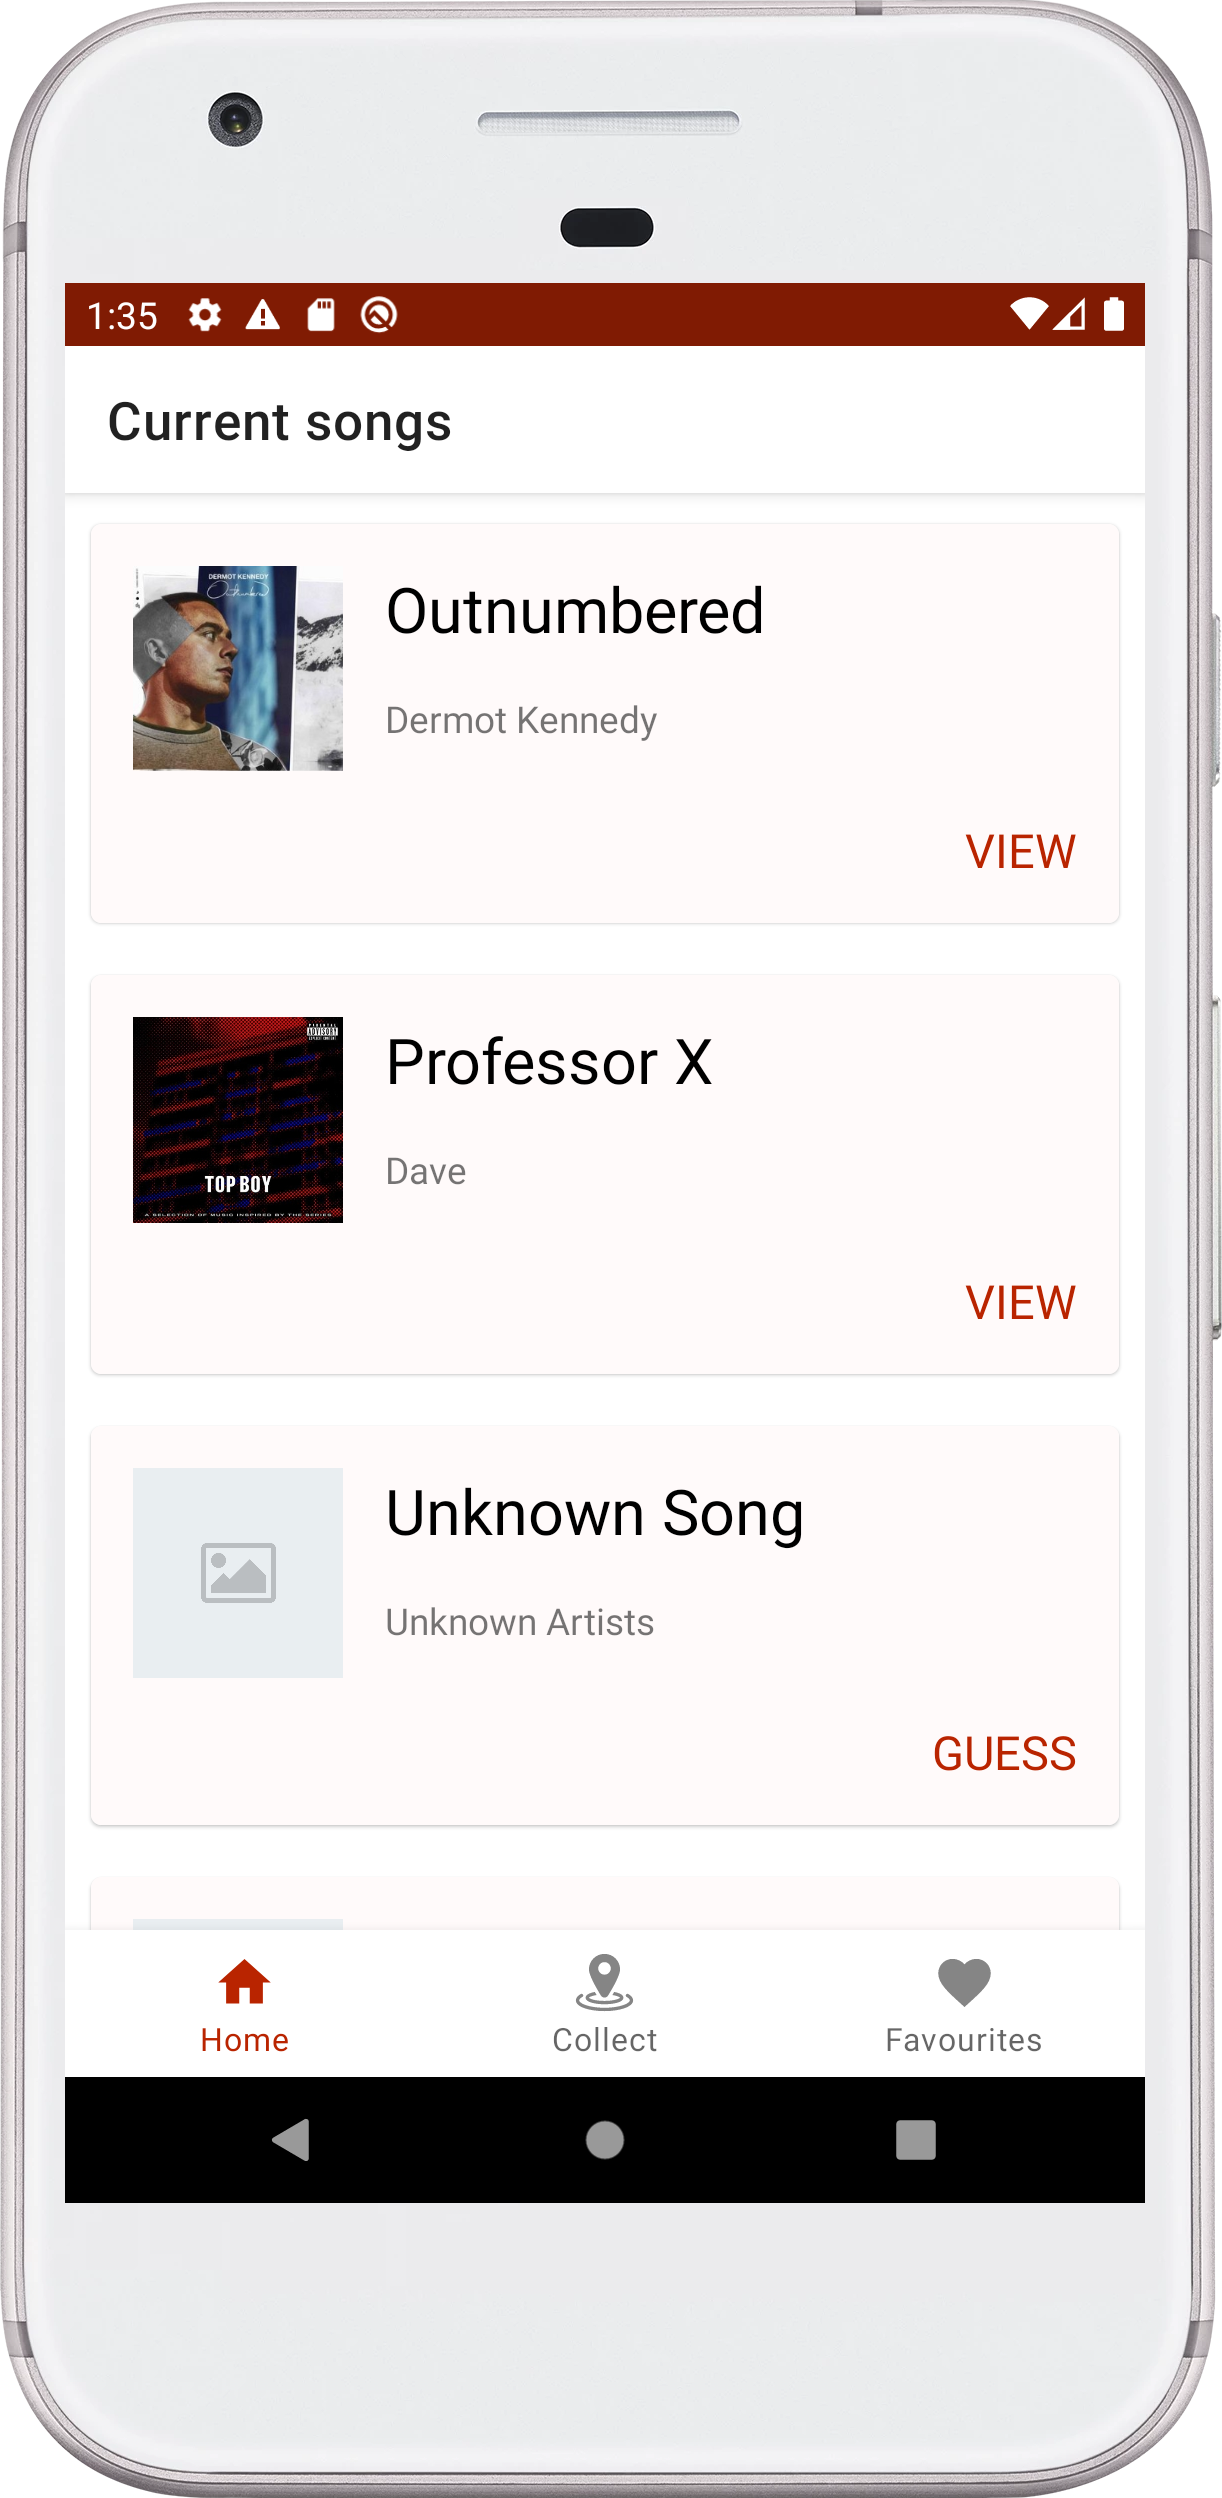 1:35
Current songs
DERMOT KENNEDY
Outnumbered
Outnumbered
Dermot Kennedy
VIEW
PARENTAL
ADVISORY
EXPLICIT CONTENT
TOP BOY
A SELECTION OF MUSIC INSPIRED BY THE SERIES
Professor X
Dave
VIEW
Unknown Song
Unknown Artists
GUESS
Home
Collect
Favourites